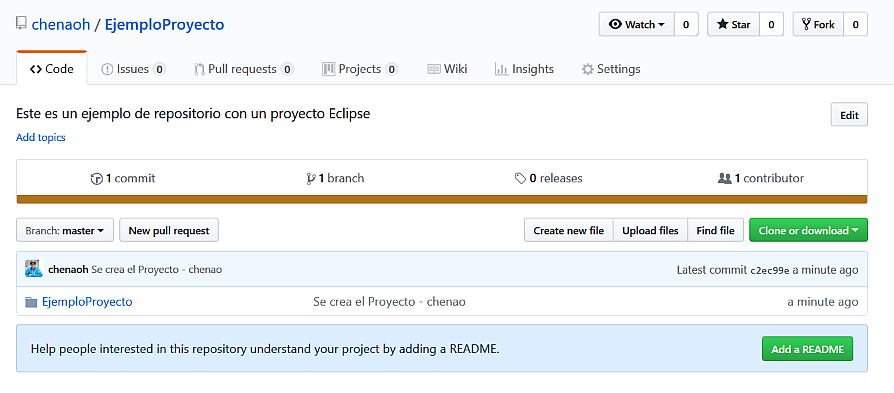 chenaoh / EjemploProyecto Watch 0 Star 0 Fork 0
Code Issues 0 Pull requests 0 Projects 0 Wiki Insights Settings
Este es un ejemplo de repositorio con un proyecto Eclipse Edit
Add topics
1 commit 1 branch 0 releases 1 contributor
Branch: master New pull request Create new file Upload files Find file Clone or download
chenaoh Se crea el Proyecto - chenao Latest commit c2ec99e a minute ago
EjemploProyecto Se crea el Proyecto - chenao a minute ago
Help people interested in this repository understand your project by adding a README. Add a README